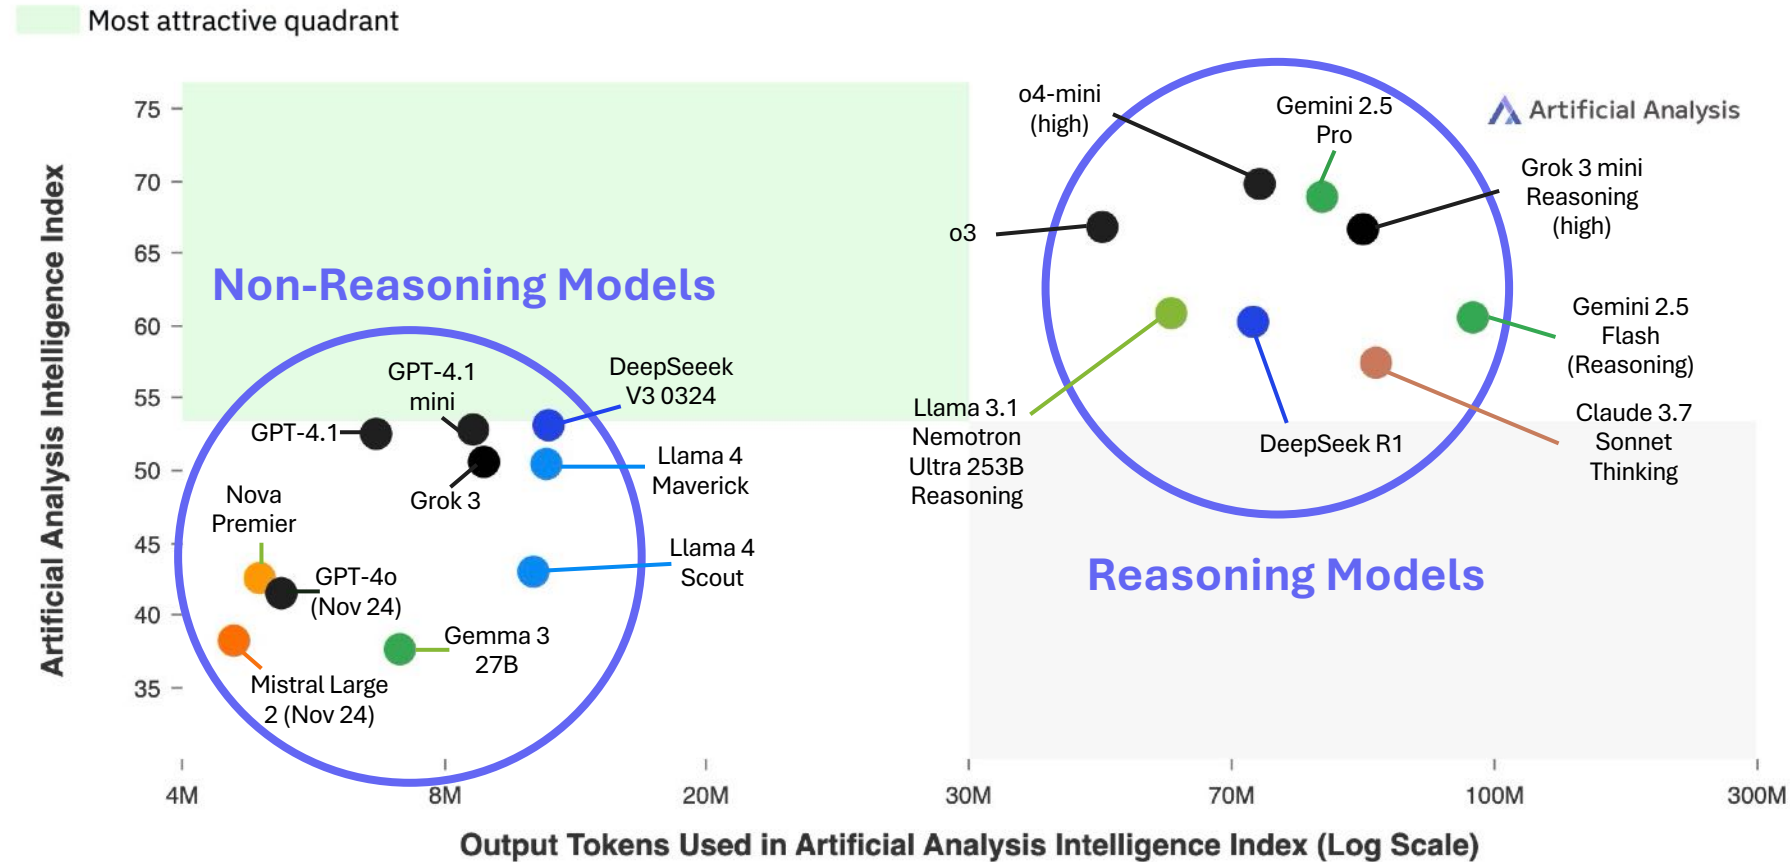 Most attractive quadrant
Artificial Analysis Intelligence Index
75
70
65
60
55
50
45
40
35
Non-Reasoning Models
GPT-4.1
mini
DeepSeeek
V3 0324
GPT-4.1
Grok 3
Llama 4
Maverick
Nova
Premier
GPT-4o
(Nov 24)
Llama 4
Scout
Gemma 3
27B
Mistral Large
2 (Nov 24)
o4-mini
(high)
Gemini 2.5
Pro
Artificial Analysis
Grok 3 mini
Reasoning
(high)
o3
Gemini 2.5
Flash
(Reasoning)
Llama 3.1
Nemotron
Ultra 253B
Reasoning
DeepSeek R1
Claude 3.7
Sonnet
Thinking
Reasoning Models
4M
8M
20M
30M
70M
100M
300M
Output Tokens Used in Artificial Analysis Intelligence Index (Log Scale)